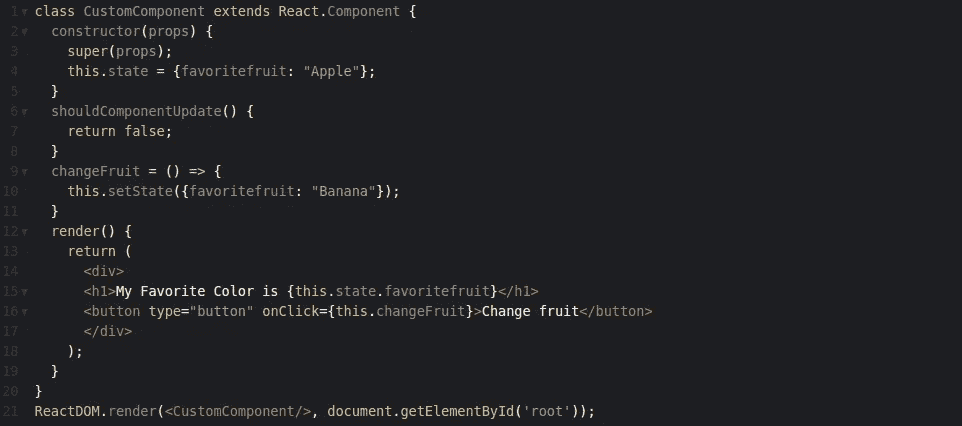 1 class CustomComponent extends React.Component {
2   constructor(props) {
3     super(props);
4     this.state = {favoritefruit: "Apple"};
5   }
6   shouldComponentUpdate() {
7     return false;
8   }
9   changeFruit = () => {
10     this.setState({favoritefruit: "Banana"});
11   }
12   render() {
13     return (
14       <div>
15       <h1>My Favorite Color is {this.state.favoritefruit}</h1>
16       <button type="button" onClick={this.changeFruit}>Change fruit</button>
17       </div>
18     );
19   }
20 }
21 ReactDOM.render(<CustomComponent/>, document.getElementById('root'));